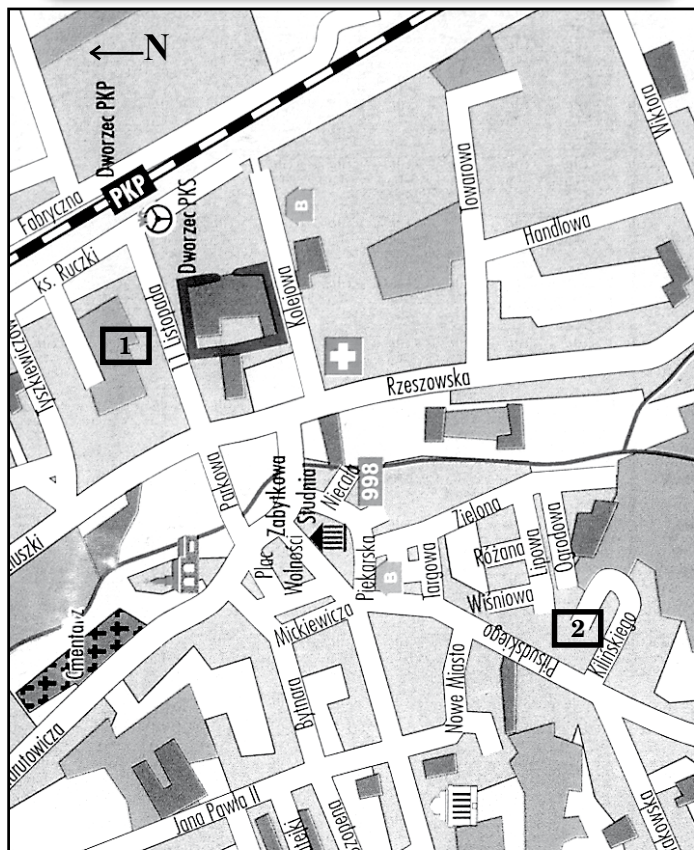 N
Dworzec PKP
PKP
Fabryczna
Wiktora
Towarowa
Dworzec PKS
Handlowa
ks. Ruczki
B
11 Listopada
Kolejowa
1
Rzeszowska
Parkowa
Zabytkowa
Studnia
Niecała
998
Plac
Wolności
Zielona
Różana
Lipowa
Ogrodowa
Piekarska
B
Targowa
Wiśniowa
2
Mickiewicza
Piłsudskiego
Kilińskiego
Cmentarz
Nowe Miasto
Bytnara
Jana Pawła II